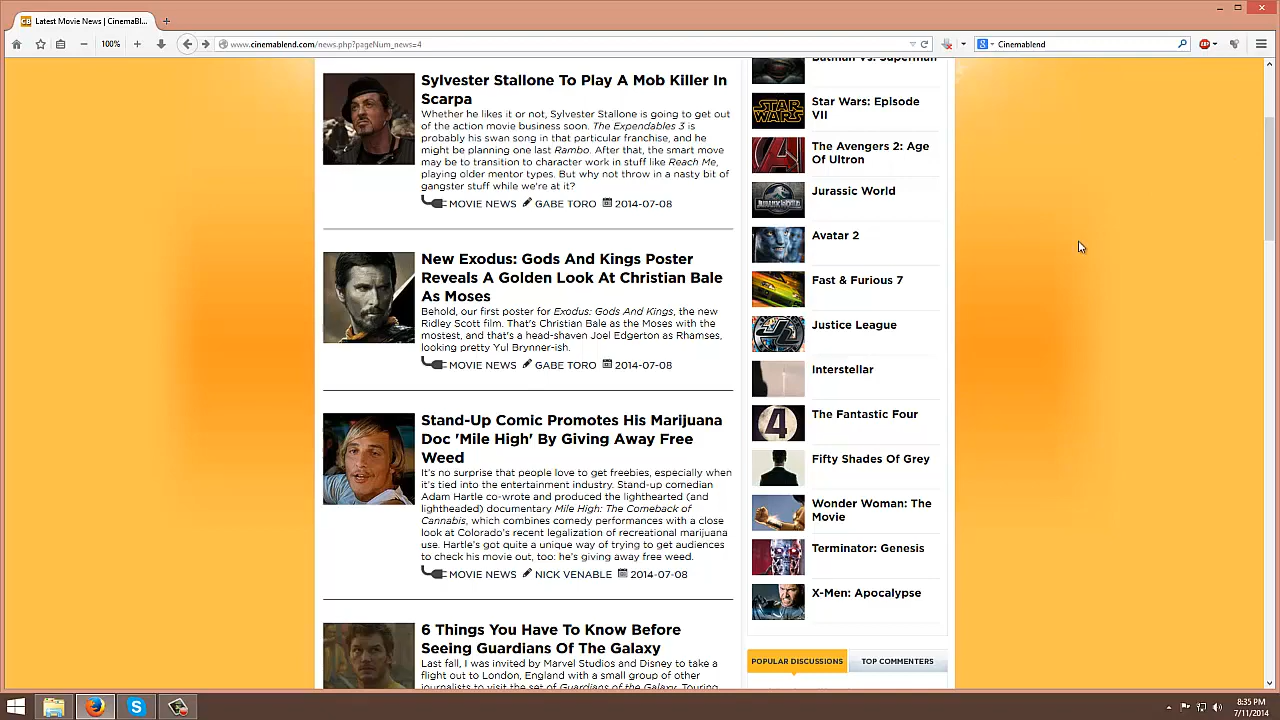 Latest Movie News | CinemaBl...
100%
www.cinemablend.com/news.php?pageNum_news=4
Cinemablend
Sylvester Stallone To Play A Mob Killer In
Scarpa
Whether he likes it or not, Sylvester Stallone is going to get out
of the action movie business soon. The Expendables 3 is
probably his swan song in that particular franchise, and he
might be planning one last Rambo. After that, the smart move
may be to transition to character work in stuff like Reach Me,
playing older mentor types. But why not throw in a nasty bit of
gangster stuff while we're at it?
MOVIE NEWS GABE TORO 2014-07-08
New Exodus: Gods And Kings Poster
Reveals A Golden Look At Christian Bale
As Moses
Behold, our first poster for Exodus: Gods And Kings, the new
Ridley Scott film. That's Christian Bale as the Moses with the
mostest, and that's a head-shaven Joel Edgerton as Rhamses,
looking pretty Yul Brynner-ish.
MOVIE NEWS GABE TORO 2014-07-08
Stand-Up Comic Promotes His Marijuana
Doc 'Mile High' By Giving Away Free
Weed
It's no surprise that people love to get freebies, especially when
it's tied into the entertainment industry. Stand-up comedian
Adam Hartle co-wrote and produced the lighthearted (and
lightheaded) documentary Mile High: The Comeback of
Cannabis, which combines comedy performances with a close
look at Colorado's recent legalization of recreational marijuana
use. Hartle's got quite a unique way of trying to get audiences
to check his movie out, too: he's giving away free weed.
MOVIE NEWS NICK VENABLE 2014-07-08
6 Things You Have To Know Before
Seeing Guardians Of The Galaxy
Last fall, I was invited by Marvel Studios and Disney to take a
flight out to London, England with a small group of other
journalists to visit the set of Guardians of the Galaxy. Touring
Batman Vs. Superman
STAR WARS
Star Wars: Episode
VII
The Avengers 2: Age
Of Ultron
JURASSIC WORLD
Jurassic World
Avatar 2
Fast & Furious 7
Justice League
Interstellar
4
The Fantastic Four
Fifty Shades Of Grey
Wonder Woman: The
Movie
Terminator: Genesis
X-Men: Apocalypse
POPULAR DISCUSSIONS
TOP COMMENTERS
8:35 PM
7/11/2014